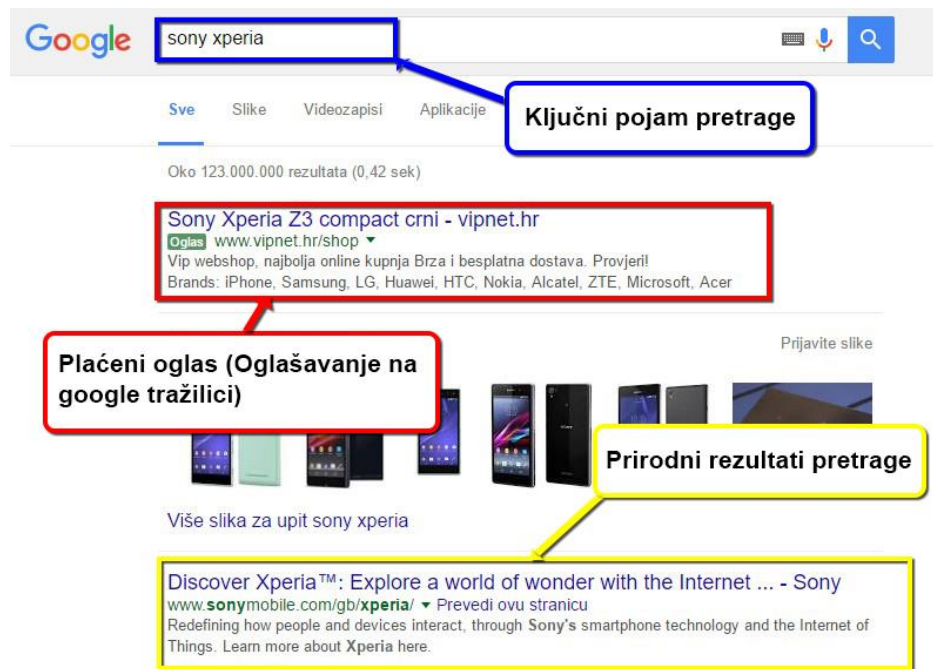 Google sony xperia
Ključni pojam pretrage
Sve Slike Videozapisi Aplikacije
Oko 123.000.000 rezultata (0,42 sek)
Sony Xperia Z3 compact crni - vipnet.hr
Oglas www.vipnet.hr/shop
Vip webshop, najbolja online kupnja Brza i besplatna dostava. Provjeri!
Brands: iPhone, Samsung, LG, Huawei, HTC, Nokia, Alcatel, ZTE, Microsoft, Acer
Prijavite slike
Plaćeni oglas (Oglašavanje na
google tražilici)
Prirodni rezultati pretrage
Više slika za upit sony xperia
Discover Xperia™: Explore a world of wonder with the Internet ... - Sony
www.sonymobile.com/gb/xperia/ Prevedi ovu stranicu
Redefining how people and devices interact, through Sony's smartphone technology and the Internet of
Things. Learn more about Xperia here.